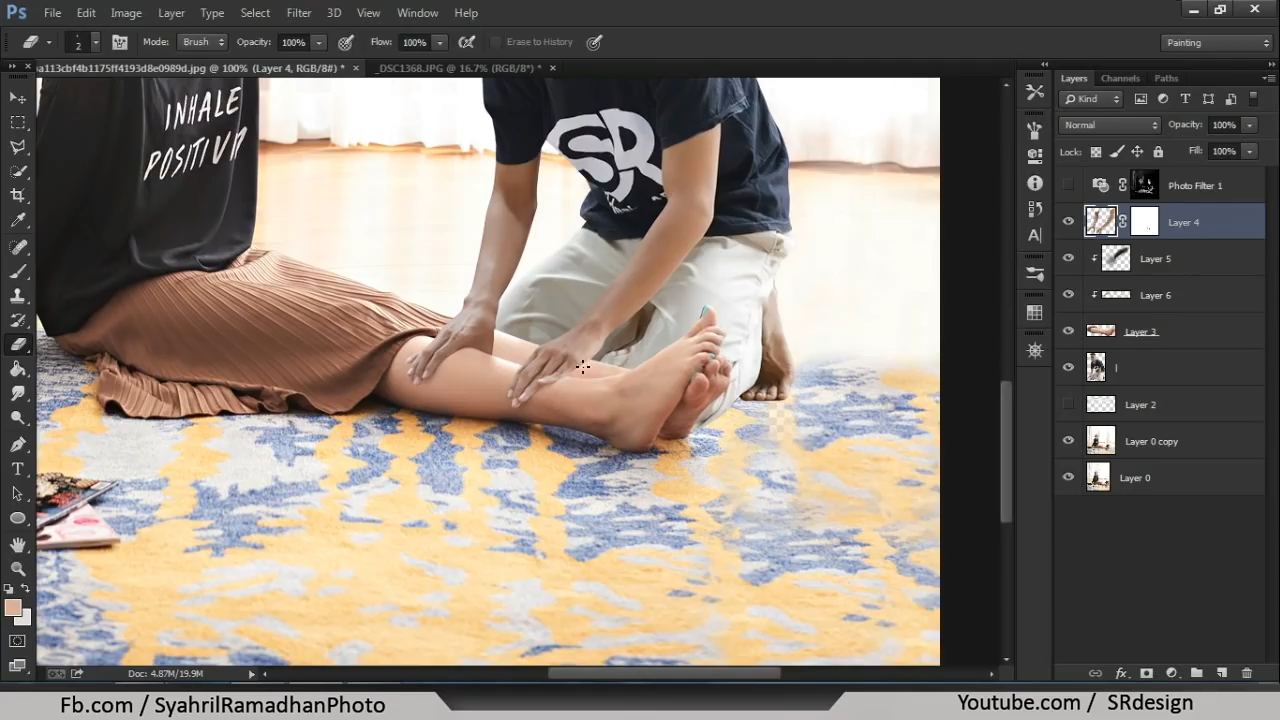 Ps File Edit Image Layer Type Select Filter 3D View Window Help
2 Mode: Brush Opacity: 100% Flow: 100% Erase to History Painting
ba113cbf4b1175ff4193d8e0989d.jpg @ 100% (Layer 4, RGB/8#) * × _DSC1368.JPG @ 16.7% (RGB/8*) * ×
Layers Channels Paths
Kind
Normal Opacity: 100%
Lock: Fill: 100%
Photo Filter 1
Layer 4
Layer 5
Layer 6
Layer 3
l
Layer 2
Layer 0 copy
Layer 0
INHALE
POSITIV
SR
Doc: 4.87M/19.9M
Fb.com / SyahrilRamadhanPhoto
Youtube.com / SRdesign